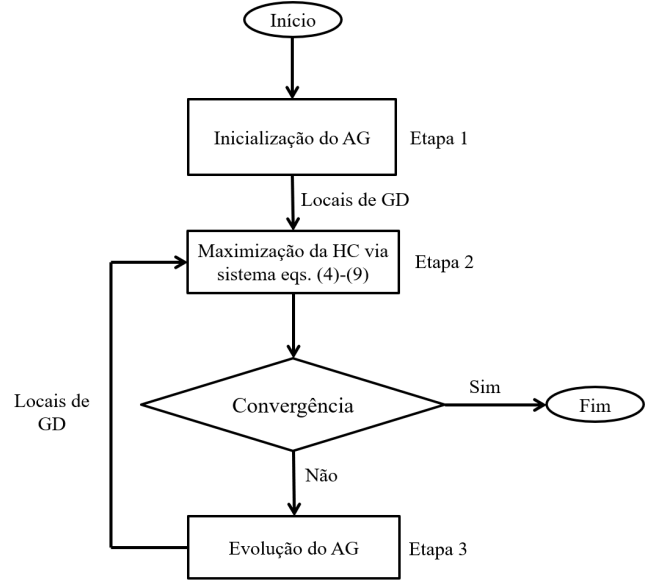 Início
Inicialização do AG
Etapa 1
Locais de GD
Maximização da HC via
sistema eqs. (4)-(9)
Etapa 2
Convergência
Sim
Fim
Locais de
GD
Não
Evolução do AG
Etapa 3